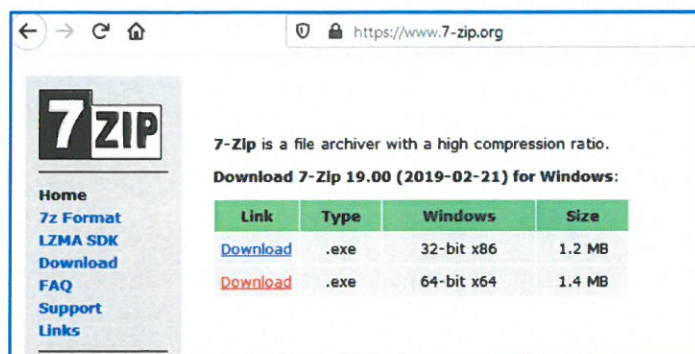 https://www.7-zip.org
7ZIP
7-Zip is a file archiver with a high compression ratio.
Download 7-Zip 19.00 (2019-02-21) for Windows:
Link Type Windows Size
Download .exe 32-bit x86 1.2 MB
Download .exe 64-bit x64 1.4 MB
Home
7z Format
LZMA SDK
Download
FAQ
Support
Links